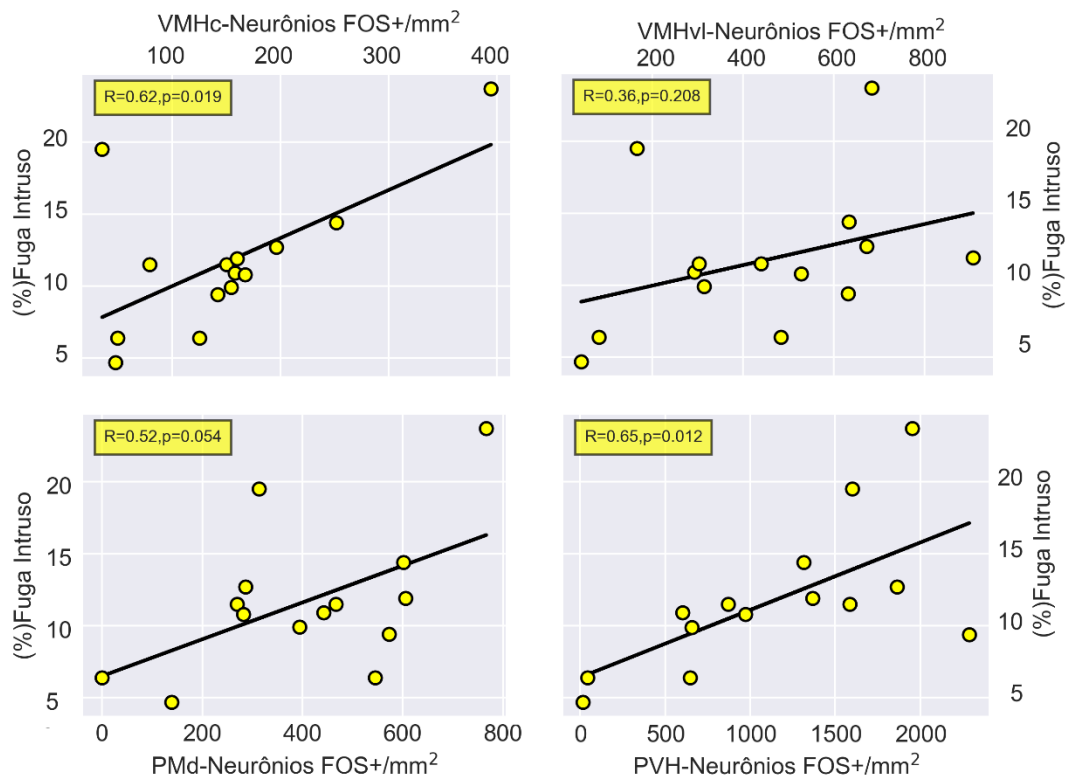 VMHc-Neurônios FOS+/mm²
100 200 300 400
VMHvl-Neurônios FOS+/mm²
200 400 600 800
R=0.62,p=0.019
R=0.36,p=0.208
(%)Fuga Intruso
20
15
10
5
20
15
10
5
(%)Fuga Intruso
R=0.52,p=0.054
R=0.65,p=0.012
(%)Fuga Intruso
20
15
10
5
20
15
10
5
(%)Fuga Intruso
0 200 400 600 800
PMd-Neurônios FOS+/mm²
0 500 1000 1500 2000
PVH-Neurônios FOS+/mm²